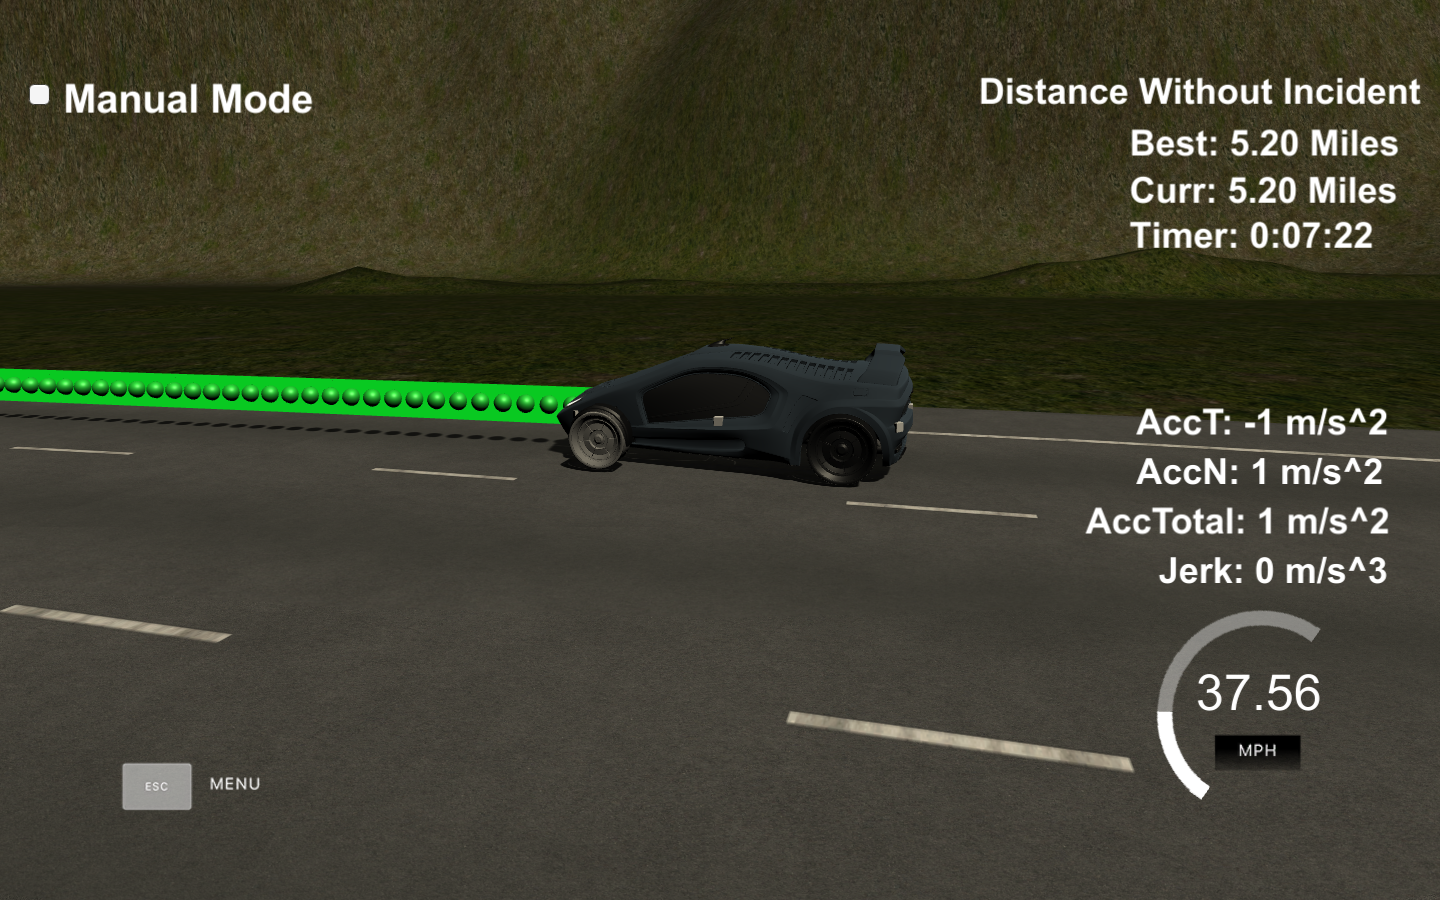 Manual Mode
Distance Without Incident
Best: 5.20 Miles
Curr: 5.20 Miles
Timer: 0:07:22
AccT: -1 m/s^2
AccN: 1 m/s^2
AccTotal: 1 m/s^2
Jerk: 0 m/s^3
37.56
MPH
ESC MENU